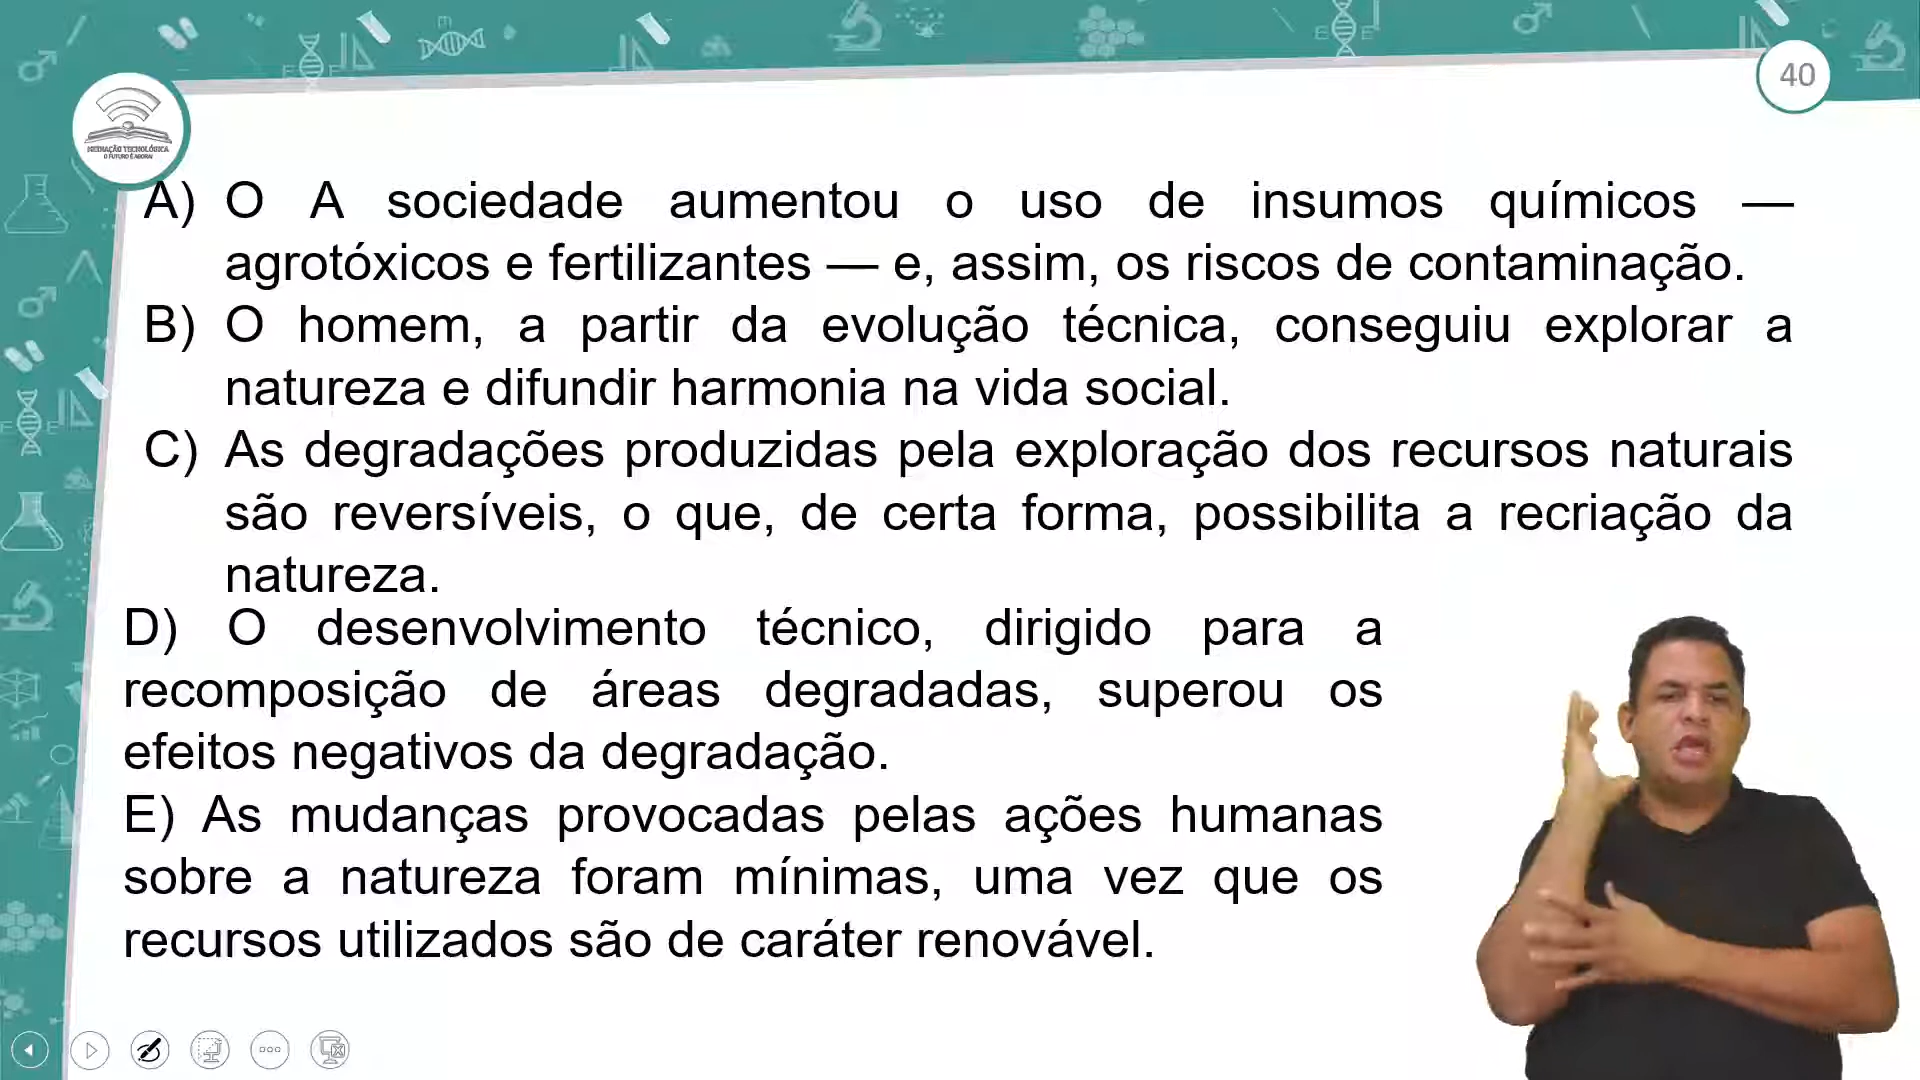 40
MEDIAÇÃO TECNOLÓGICA
O FUTURO É AGORA!
A) O A sociedade aumentou o uso de insumos químicos —
agrotóxicos e fertilizantes — e, assim, os riscos de contaminação.
B) O homem, a partir da evolução técnica, conseguiu explorar a
natureza e difundir harmonia na vida social.
C) As degradações produzidas pela exploração dos recursos naturais
são reversíveis, o que, de certa forma, possibilita a recriação da
natureza.
D) O desenvolvimento técnico, dirigido para a
recomposição de áreas degradadas, superou os
efeitos negativos da degradação.
E) As mudanças provocadas pelas ações humanas
sobre a natureza foram mínimas, uma vez que os
recursos utilizados são de caráter renovável.